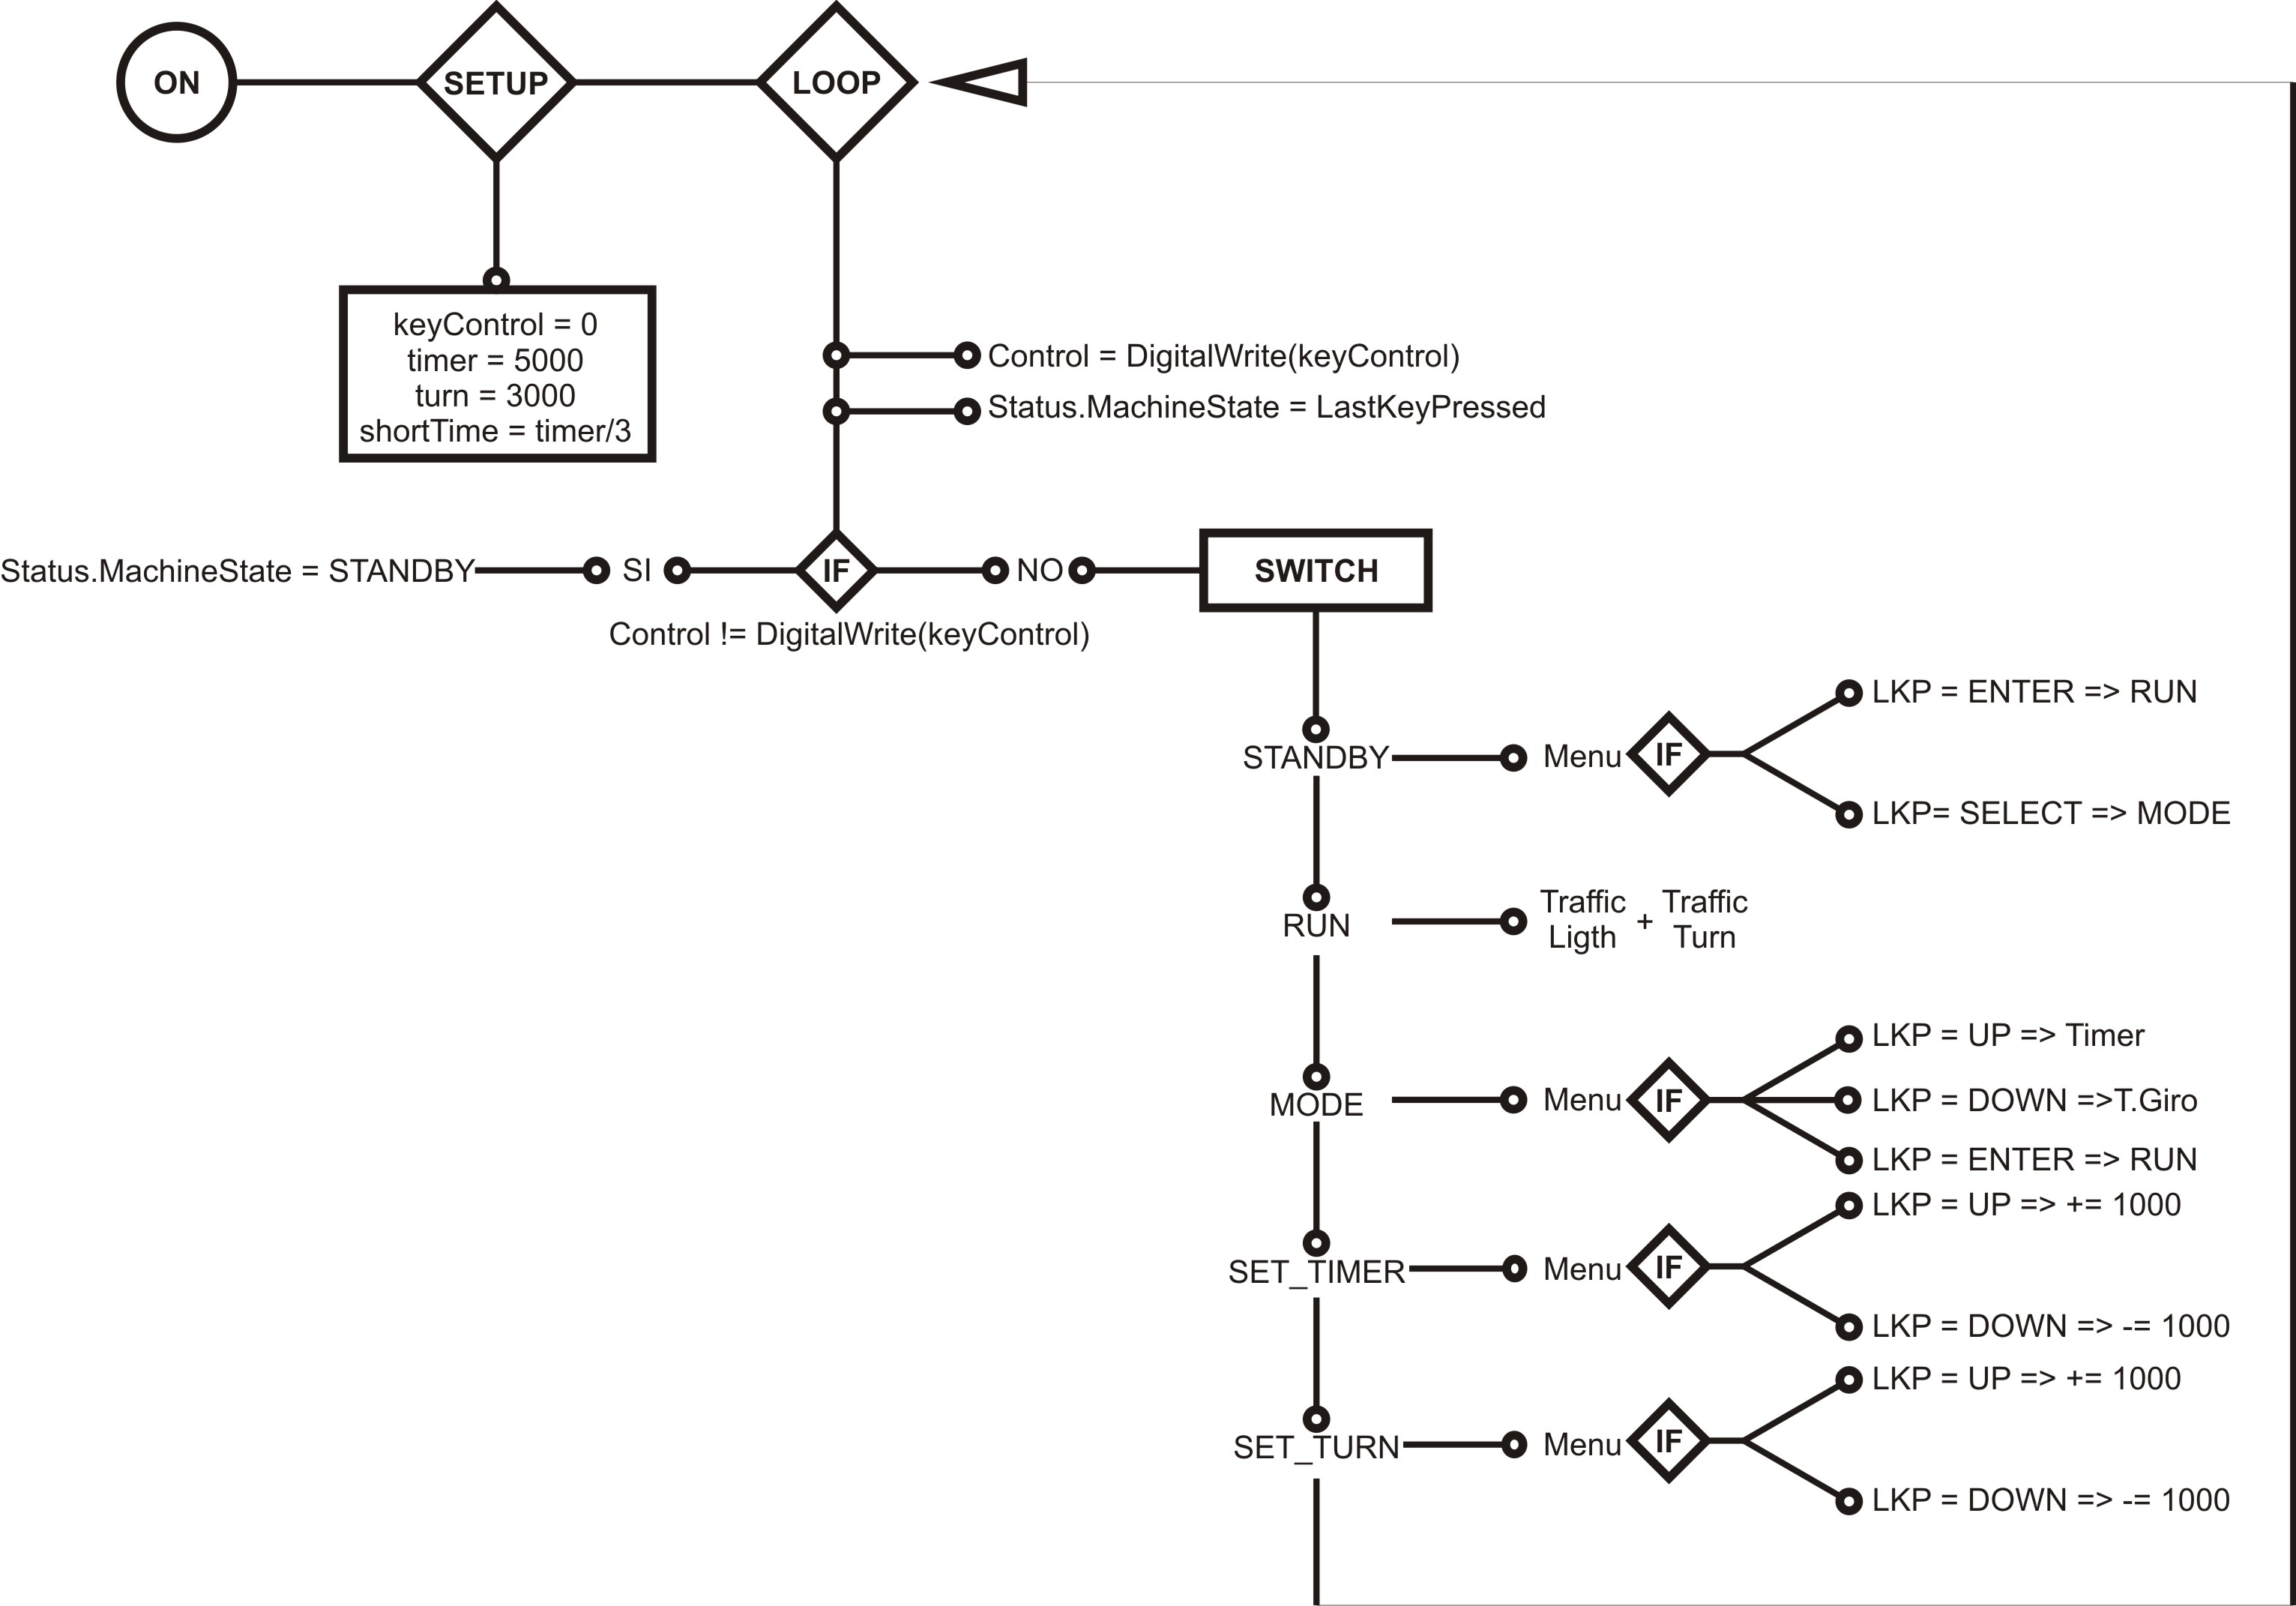 ON
SETUP
LOOP
keyControl = 0
timer = 5000
turn = 3000
shortTime = timer/3
Control = DigitalWrite(keyControl)
Status.MachineState = LastKeyPressed
Status.MachineState = STANDBY
SI
IF
NO
SWITCH
Control != DigitalWrite(keyControl)
STANDBY
Menu
IF
LKP = ENTER => RUN
LKP= SELECT => MODE
RUN
Traffic
Ligth
+
Traffic
Turn
MODE
Menu
IF
LKP = UP => Timer
LKP = DOWN =>T.Giro
LKP = ENTER => RUN
SET_TIMER
Menu
IF
LKP = UP => += 1000
LKP = DOWN => -= 1000
SET_TURN
Menu
IF
LKP = UP => += 1000
LKP = DOWN => -= 1000